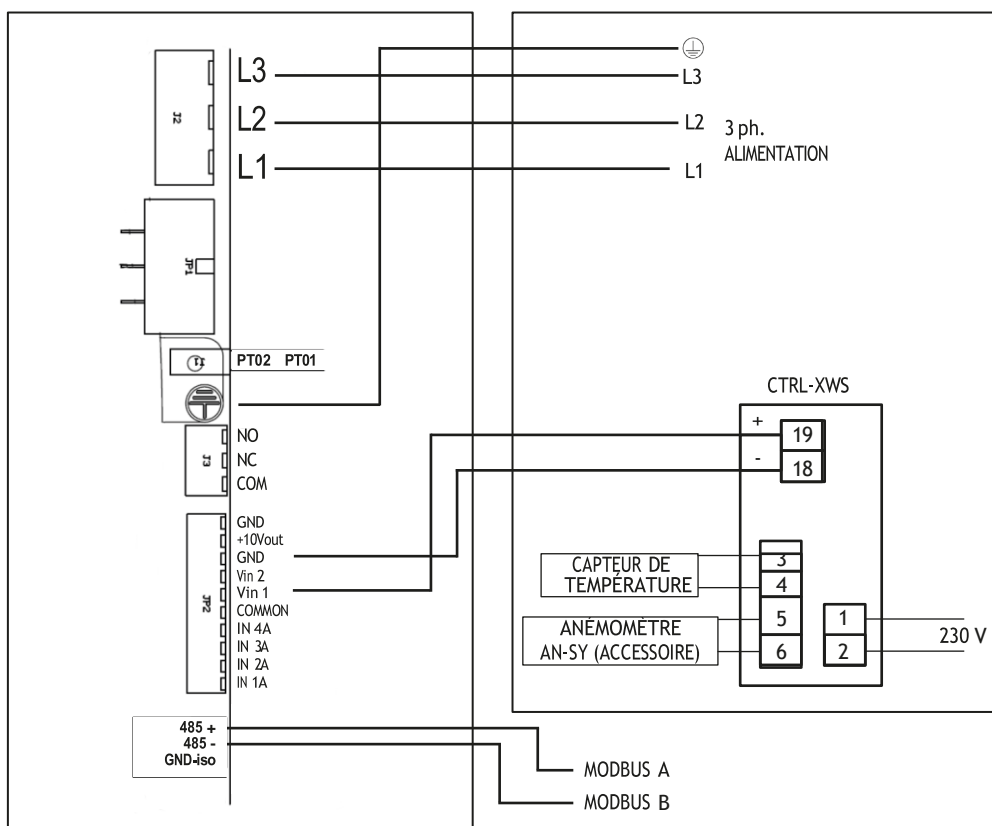 L3
L2
L1
J2
JP1
J1
PT02 PT01
NO
NC
COM
J3
GND
+10Vout
GND
Vin 2
Vin 1
COMMON
IN 4A
IN 3A
IN 2A
IN 1A
JP2
485 +
485 -
GND-iso
L3
L2
L1
3 ph.
ALIMENTATION
CTRL-XWS
+
19
-
18
CAPTEUR DE
TEMPÉRATURE
3
4
ANÉMOMÈTRE
AN-SY (ACCESSOIRE)
5
6
1
2
230 V
MODBUS A
MODBUS B